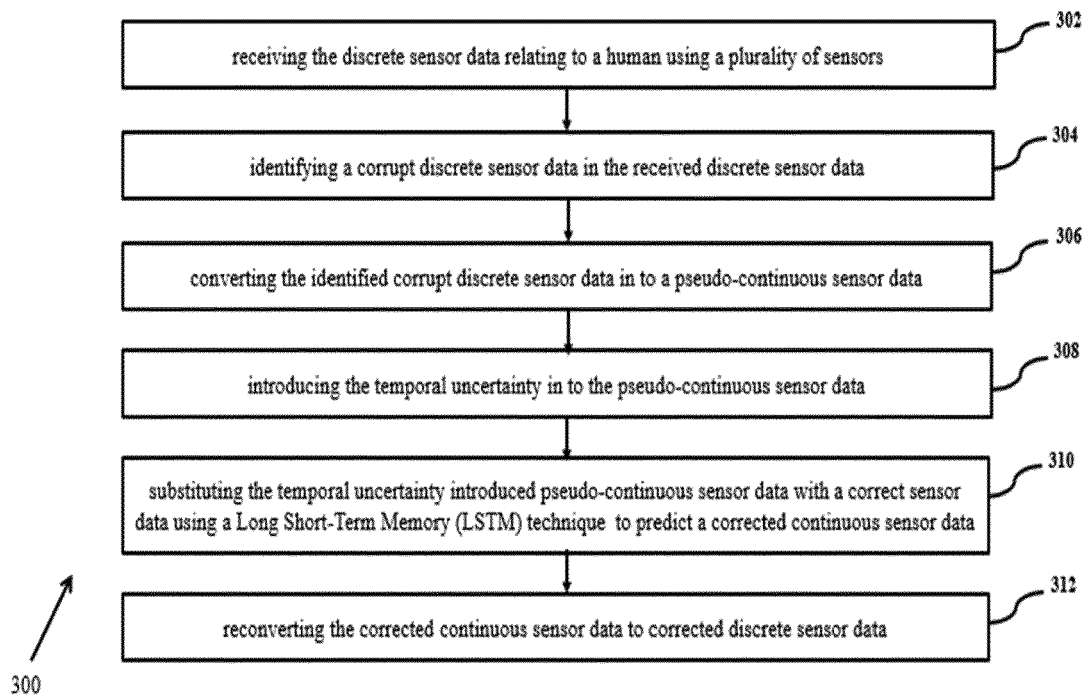 302
receiving the discrete sensor data relating to a human using a plurality of sensors
304
identifying a corrupt discrete sensor data in the received discrete sensor data
306
converting the identified corrupt discrete sensor data in to a pseudo-continuous sensor data
308
introducing the temporal uncertainty in to the pseudo-continuous sensor data
310
substituting the temporal uncertainty introduced pseudo-continuous sensor data with a correct sensor
data using a Long Short-Term Memory (LSTM) technique to predict a corrected continuous sensor data
312
reconverting the corrected continuous sensor data to corrected discrete sensor data
300